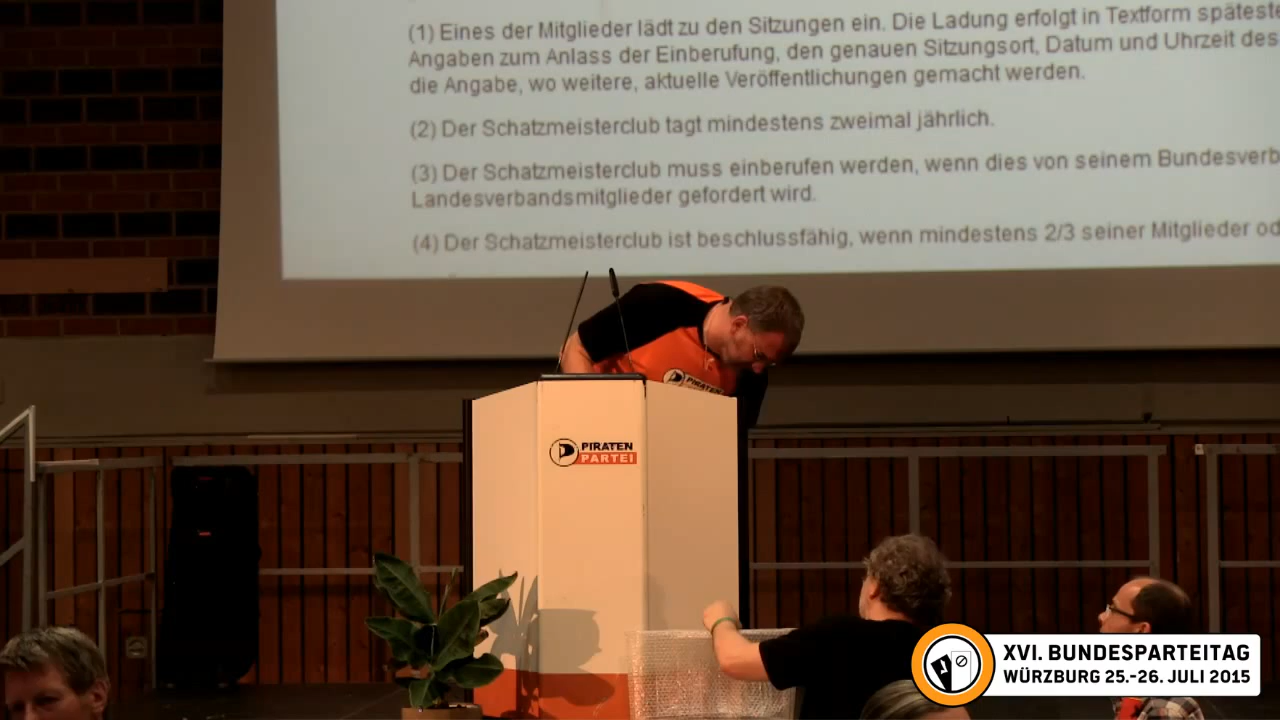 (1) Eines der Mitglieder lädt zu den Sitzungen ein. Die Ladung erfolgt in Textform
Angaben zum Anlass der Einberufung, den genauen Sitzungsort, Datum und Uhrzeit des
die Angabe, wo weitere, aktuelle Veröffentlichungen gemacht werden.
(2) Der Schatzmeisterclub tagt mindestens zweimal jährlich.
(3) Der Schatzmeisterclub muss einberufen werden, wenn dies von seinem
Landesverbandsmitglieder gefordert wird.
(4) Der Schatzmeisterclub ist beschlussfähig, wenn mindestens 2/3 seiner Mitglieder
PIRATEN
PIRATEN
PARTEI
XVI. BUNDESPARTEITAG
WÜRZBURG 25.-26. JULI 2015